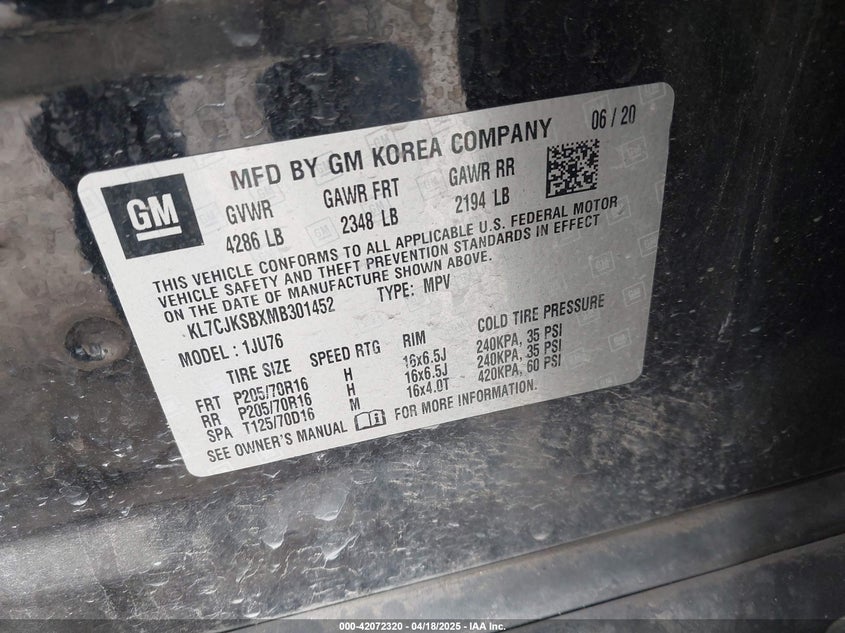 MFD BY GM KOREA COMPANY 06 / 20
GM
GVWR GAWR FRT GAWR RR
4286 LB 2348 LB 2194 LB
THIS VEHICLE CONFORMS TO ALL APPLICABLE U.S. FEDERAL MOTOR
VEHICLE SAFETY AND THEFT PREVENTION STANDARDS IN EFFECT
ON THE DATE OF MANUFACTURE SHOWN ABOVE.
KL7CJKSBXMB301452 TYPE: MPV
MODEL : 1JU76
TIRE SIZE SPEED RTG RIM COLD TIRE PRESSURE
FRT P205/70R16 H 16x6.5J 240KPA, 35 PSI
RR P205/70R16 H 16x6.5J 240KPA, 35 PSI
SPA T125/70D16 M 16x4.0T 420KPA, 60 PSI
SEE OWNER'S MANUAL FOR MORE INFORMATION.
000-42072320 - 04/18/2025 - IAA Inc.